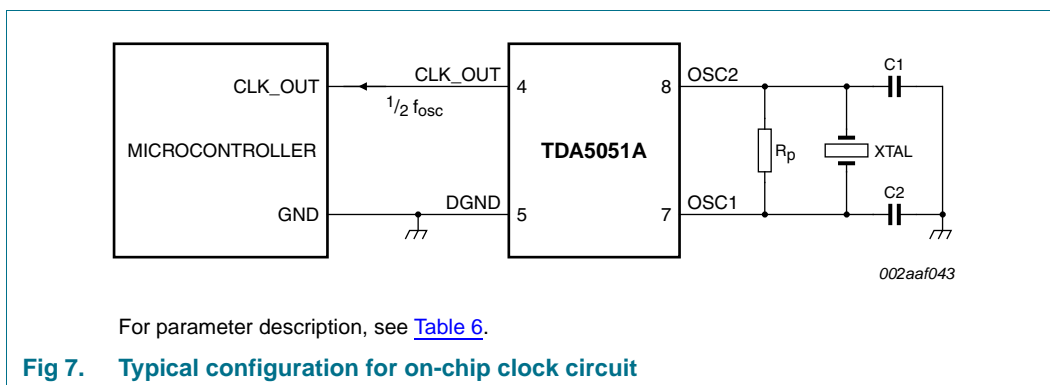 CLK_OUT
MICROCONTROLLER
GND
CLK_OUT
1/2 fosc
DGND
4
5
TDA5051A
8
7
OSC2
OSC1
Rp
XTAL
C1
C2
002aaf043
For parameter description, see Table 6.
Fig 7. Typical configuration for on-chip clock circuit